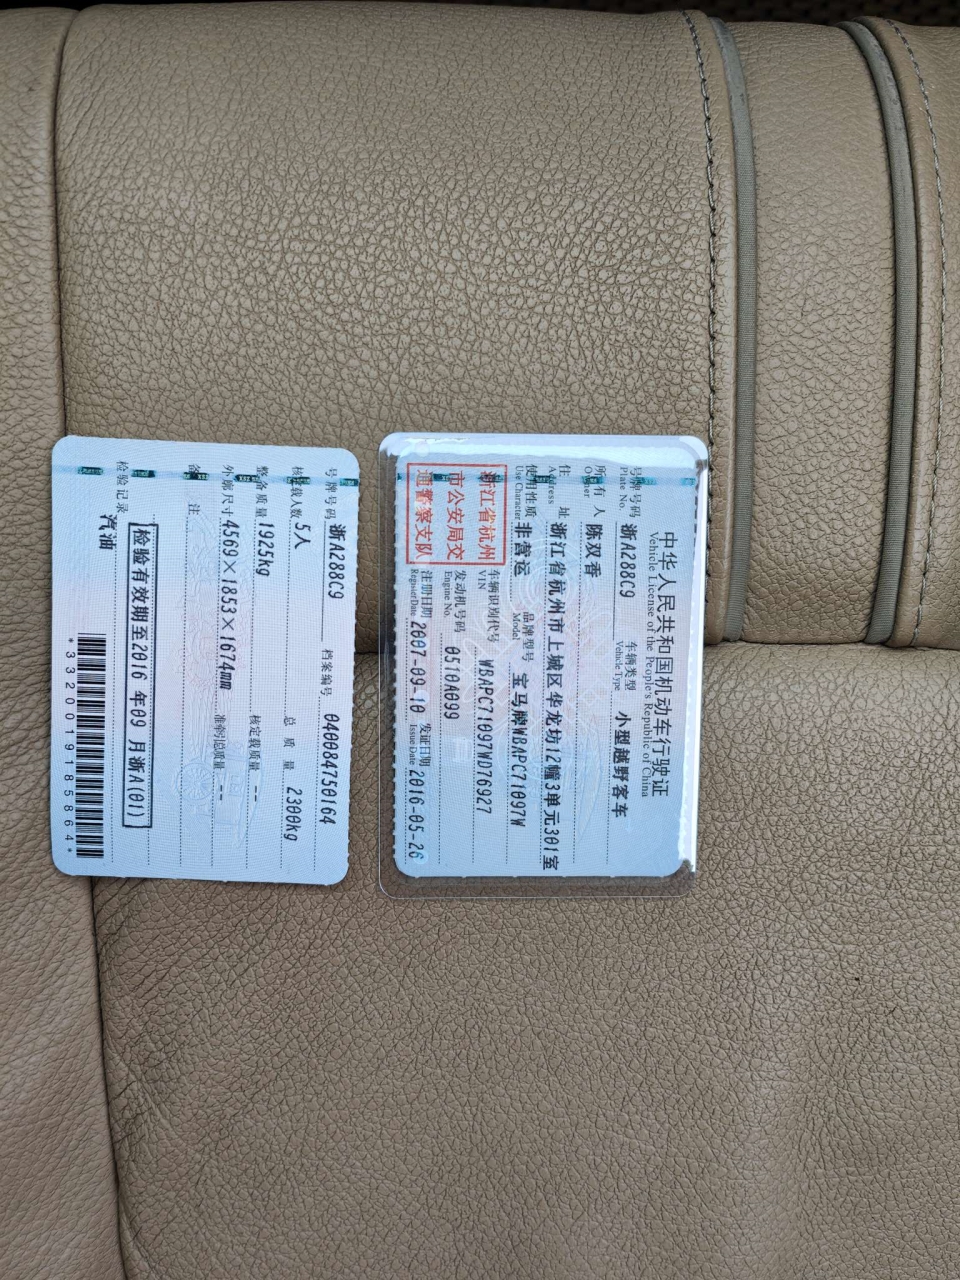 中华人民共和国机动车行驶证
Vehicle License of the People's Republic of China
号牌号码 浙A288C9 车辆类型 小型越野客车
Plate No. Vehicle Type
所有人 陈双香
Owner
住址 浙江省杭州市上城区华龙坊12幢3单元301室
Address
使用性质 非营运 品牌型号 宝马牌WBAPC71097W
Use Character Model
浙江省杭州
市公安局交
通警察支队
车辆识别代号 WBAPC71097WD76927
VIN
发动机号码 0510A099
Engine No.
注册日期 2007-09-10 发证日期 2016-05-26
Register Date Issue Date
号牌号码 浙A288C9 档案编号 040084750164
核定载人数 5人 总质量 2300kg
整备质量 1925kg 核定载质量 --
外廓尺寸 4569×1853×1674mm 准牵引总质量 --
备注
检验有效期至2016年09月浙A(01)
检验记录
汽油
*3320019185864*